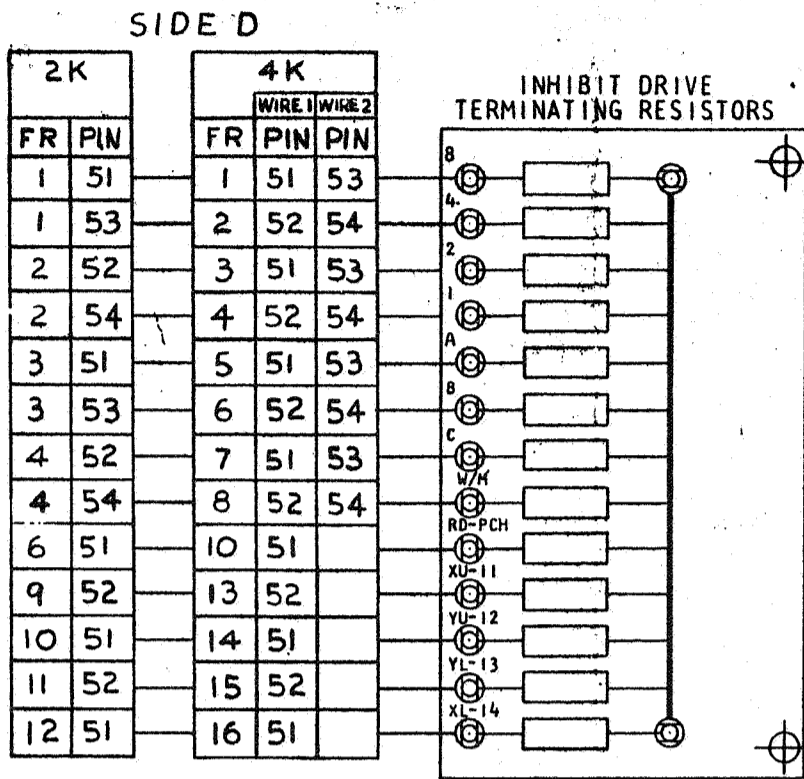 SIDE D
2K
4K
WIRE 1 WIRE 2
FR PIN
FR PIN PIN
INHIBIT DRIVE
TERMINATING RESISTORS
1 51 1 51 53 8
1 53 2 52 54 4
2 52 3 51 53 2
2 54 4 52 54 1
3 51 5 51 53 A
3 53 6 52 54 B
4 52 7 51 53 C
4 54 8 52 54 W/M
6 51 10 51 RD-PCH
9 52 13 52 XU-11
10 51 14 51 YU-12
11 52 15 52 YL-13
12 51 16 51 XL-14